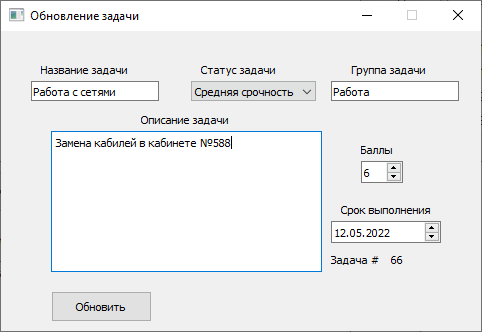 Обновление задачи
Название задачи
Статус задачи
Группа задачи
Работа с сетями
Средняя срочность
Работа
Описание задачи
Замена кабилей в кабинете №588
Баллы
6
Срок выполнения
12.05.2022
Задача # 66
Обновить